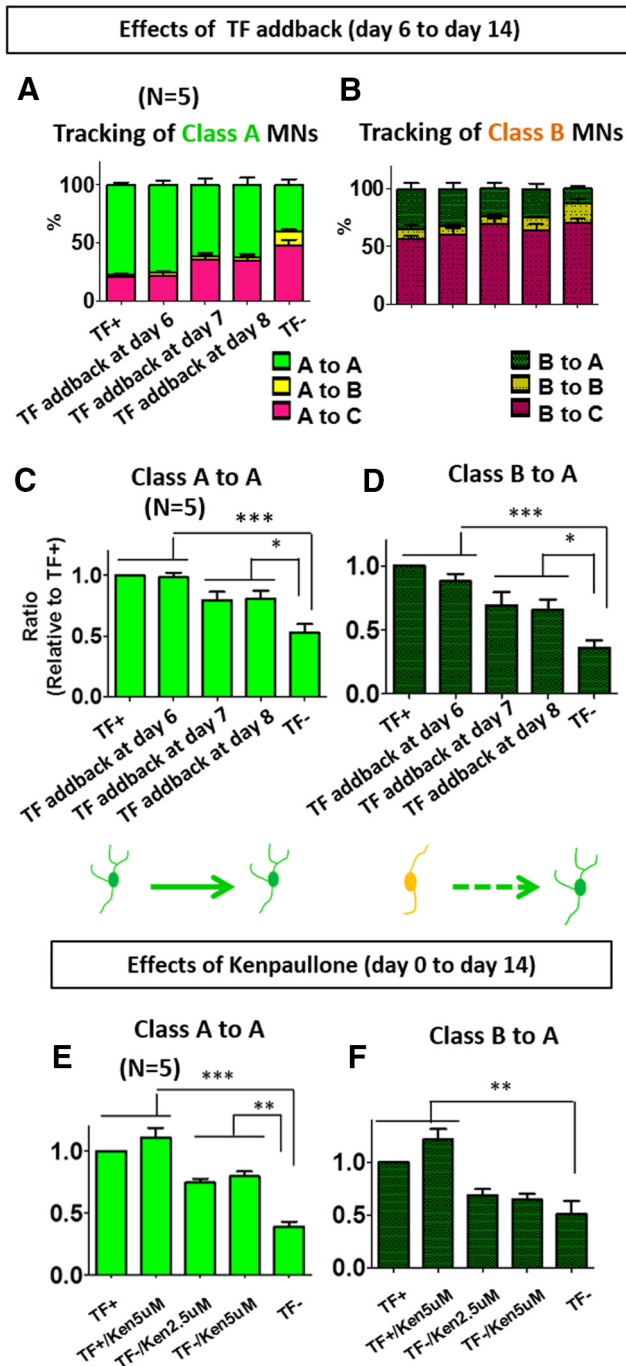 Effects of TF addback (day 6 to day 14)
A
(N=5)
Tracking of Class A MNs
%
100
50
0
TF+
TF addback at day 6
TF addback at day 7
TF addback at day 8
TF-
A to A
A to B
A to C
B
Tracking of Class B MNs
%
100
50
0
B to A
B to B
B to C
C
Class A to A
(N=5)
***
*
Ratio
(Relative to TF+)
1.0
0.5
0.0
TF+
TF addback at day 6
TF addback at day 7
TF addback at day 8
TF-
D
Class B to A
***
*
1.0
0.5
0.0
TF+
TF addback at day 6
TF addback at day 7
TF addback at day 8
TF-
Effects of Kenpaullone (day 0 to day 14)
E
Class A to A
(N=5)
***
**
1.0
0.5
0.0
TF+
TF+/Ken5uM
TF-/Ken2.5uM
TF-/Ken5uM
TF-
F
Class B to A
**
1.0
0.5
0.0
TF+
TF+/Ken5uM
TF-/Ken2.5uM
TF-/Ken5uM
TF-